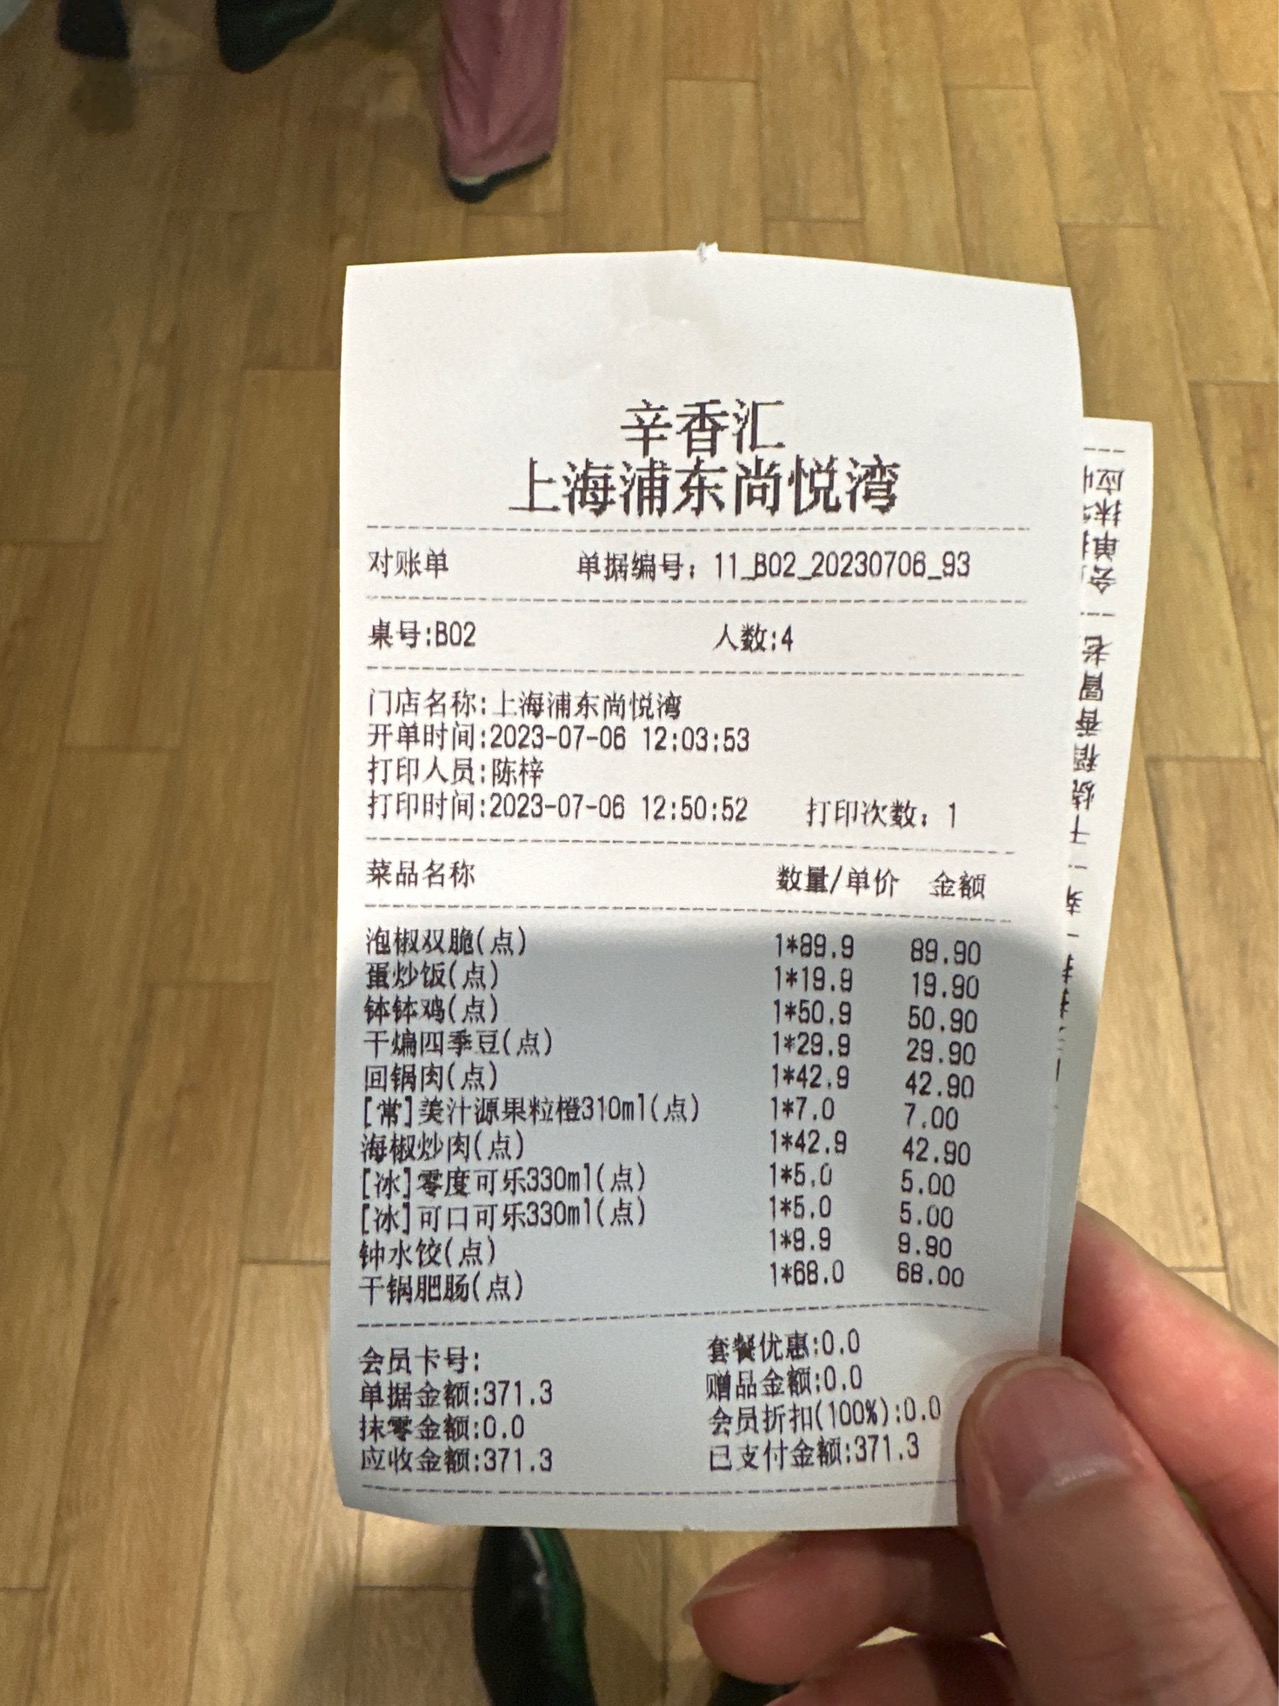 辛香汇
上海浦东尚悦湾
对账单 单据编号：11_B02_20230706_93
桌号:B02 人数:4
门店名称:上海浦东尚悦湾
开单时间:2023-07-06 12:03:53
打印人员:陈梓
打印时间:2023-07-06 12:50:52 打印次数：1
菜品名称 数量/单价 金额
泡椒双脆(点) 1*89.9 89.90
蛋炒饭(点) 1*19.9 19.90
钵钵鸡(点) 1*50.9 50.90
干煸四季豆(点) 1*29.9 29.90
回锅肉(点) 1*42.9 42.90
[常]美汁源果粒橙310ml(点) 1*7.0 7.00
海椒炒肉(点) 1*42.9 42.90
[冰]零度可乐330ml(点) 1*5.0 5.00
[冰]可口可乐330ml(点) 1*5.0 5.00
钟水饺(点) 1*9.9 9.90
干锅肥肠(点) 1*68.0 68.00
会员卡号: 套餐优惠:0.0
单据金额:371.3 赠品金额:0.0
抹零金额:0.0 会员折扣(100%):0.0
应收金额:371.3 已支付金额:371.3